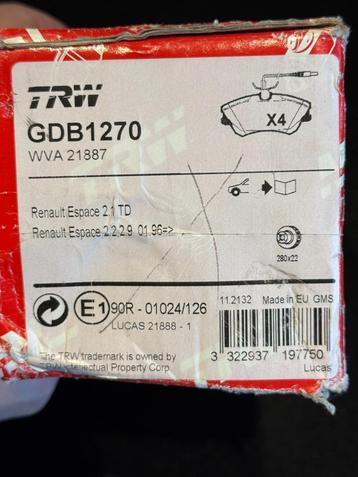 TRW
GDB1270
WVA 21887
X4
Renault Espace 2.1 TD
Renault Espace 2.2,2.9 01.96=>
280x22
E1 90R - 01024/126
LUCAS 21888 - 1
11.2132 Made in EU GMS
The TRW trademark is owned by
TRW Intellectual Property Corp.
3 322937 197750
Lucas